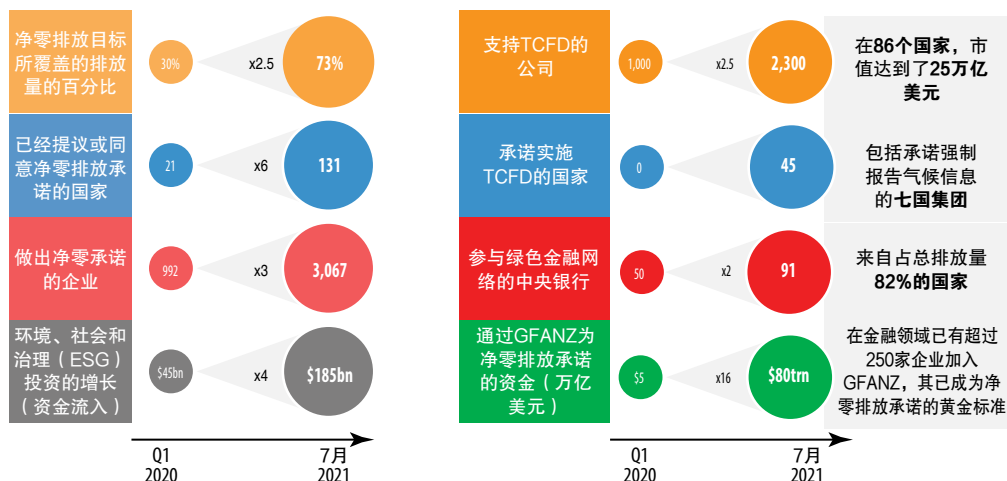 净零排放目标
所覆盖的排放
量的百分比
30%
x2.5
73%
已经提议或同
意净零排放承
诺的国家
21
x6
131
做出净零承诺
的企业
992
x3
3,067
环境、社会和
治理（ESG）
投资的增长
（资金流入）
$45bn
x4
$185bn
Q1
2020
7月
2021
支持TCFD的
公司
1,000
x2.5
2,300
在86个国家，市
值达到了25万亿
美元
承诺实施
TCFD的国家
0
45
包括承诺强制
报告气候信息
的七国集团
参与绿色金融网
络的中央银行
50
x2
91
来自占总排放量
82%的国家
通过GFANZ为
净零排放承诺
的资金（万亿
美元）
$5
x16
$80trn
在金融领域已有超过
250家企业加入
GFANZ，其已成为净
零排放承诺的黄金标准
Q1
2020
7月
2021